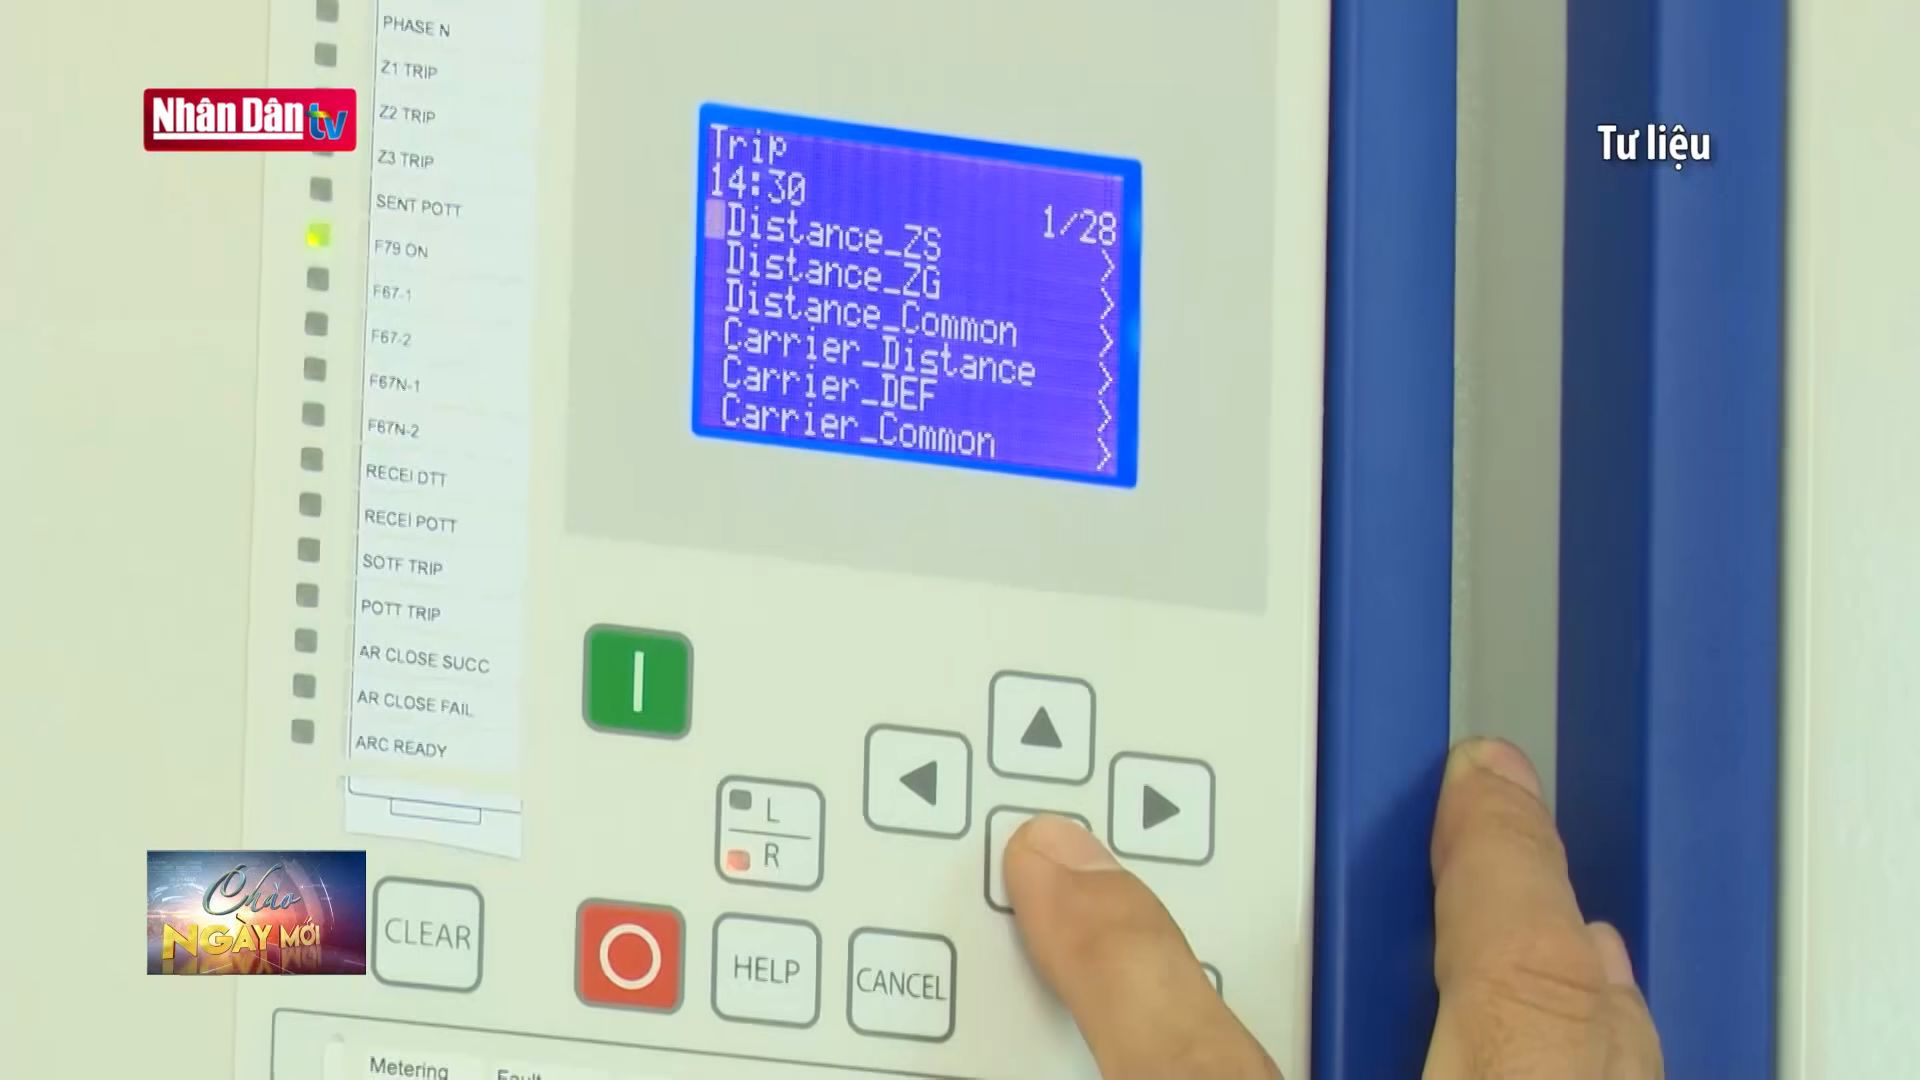 PHASE N
Z1 TRIP
Z2 TRIP
Z3 TRIP
SENT POTT
F79 ON
F67-1
F67-2
F67N-1
F67N-2
RECEI DTT
RECEI POTT
SOTF TRIP
POTT TRIP
AR CLOSE SUCC
AR CLOSE FAIL
ARC READY
Nhân Dân tv
Tư liệu
Trip
14:30 1/28
Distance_ZS
Distance_ZG
Distance_Common
Carrier_Distance
Carrier_DEF
Carrier_Common
L
R
CLEAR
HELP
CANCEL
Chào
NGÀY MỚI
Metering
Fault